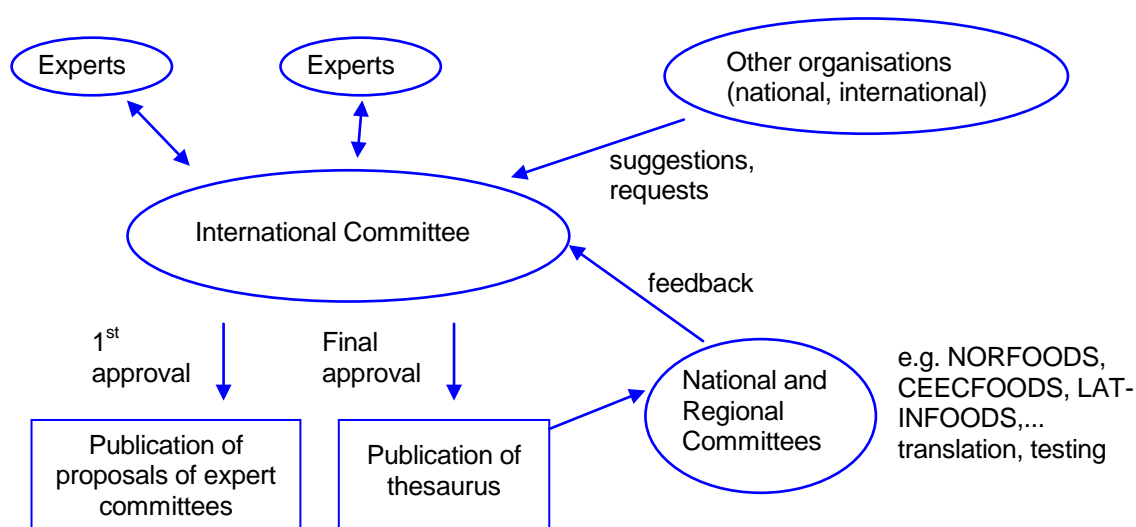 Experts
Experts
Other organisations
(national, international)
suggestions,
requests
International Committee
feedback
1st
approval
Final
approval
National and
Regional
Committees
e.g. NORFOODS,
CEECFOODS, LAT-
INFOODS,...
translation, testing
Publication of
proposals of expert
committees
Publication of
thesaurus